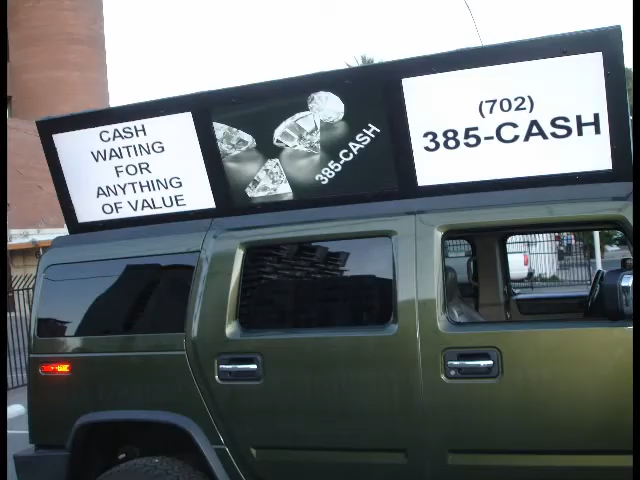 CASH
WAITING
FOR
ANYTHING
OF VALUE
385-CASH
(702)
385-CASH